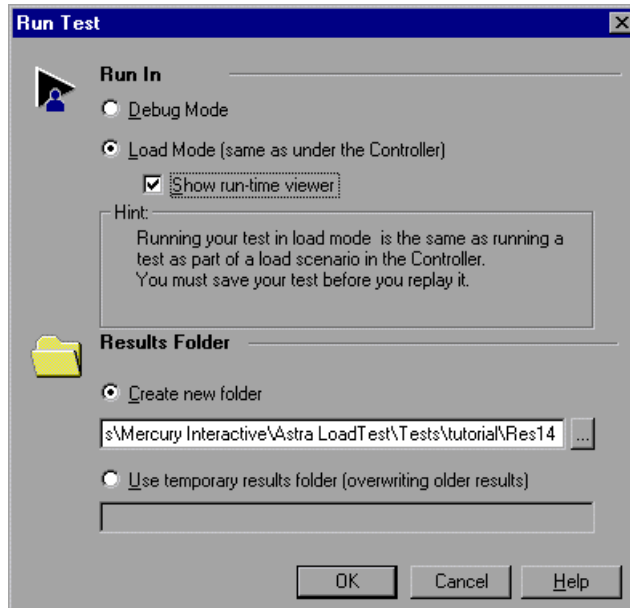 Run Test
Run In
Debug Mode
Load Mode (same as under the Controller)
Show run-time viewer
Hint:
Running your test in load mode is the same as running a
test as part of a load scenario in the Controller.
You must save your test before you replay it.
Results Folder
Create new folder
s\Mercury Interactive\Astra LoadTest\Tests\tutorial\Res14
...
Use temporary results folder (overwriting older results)
OK
Cancel
Help